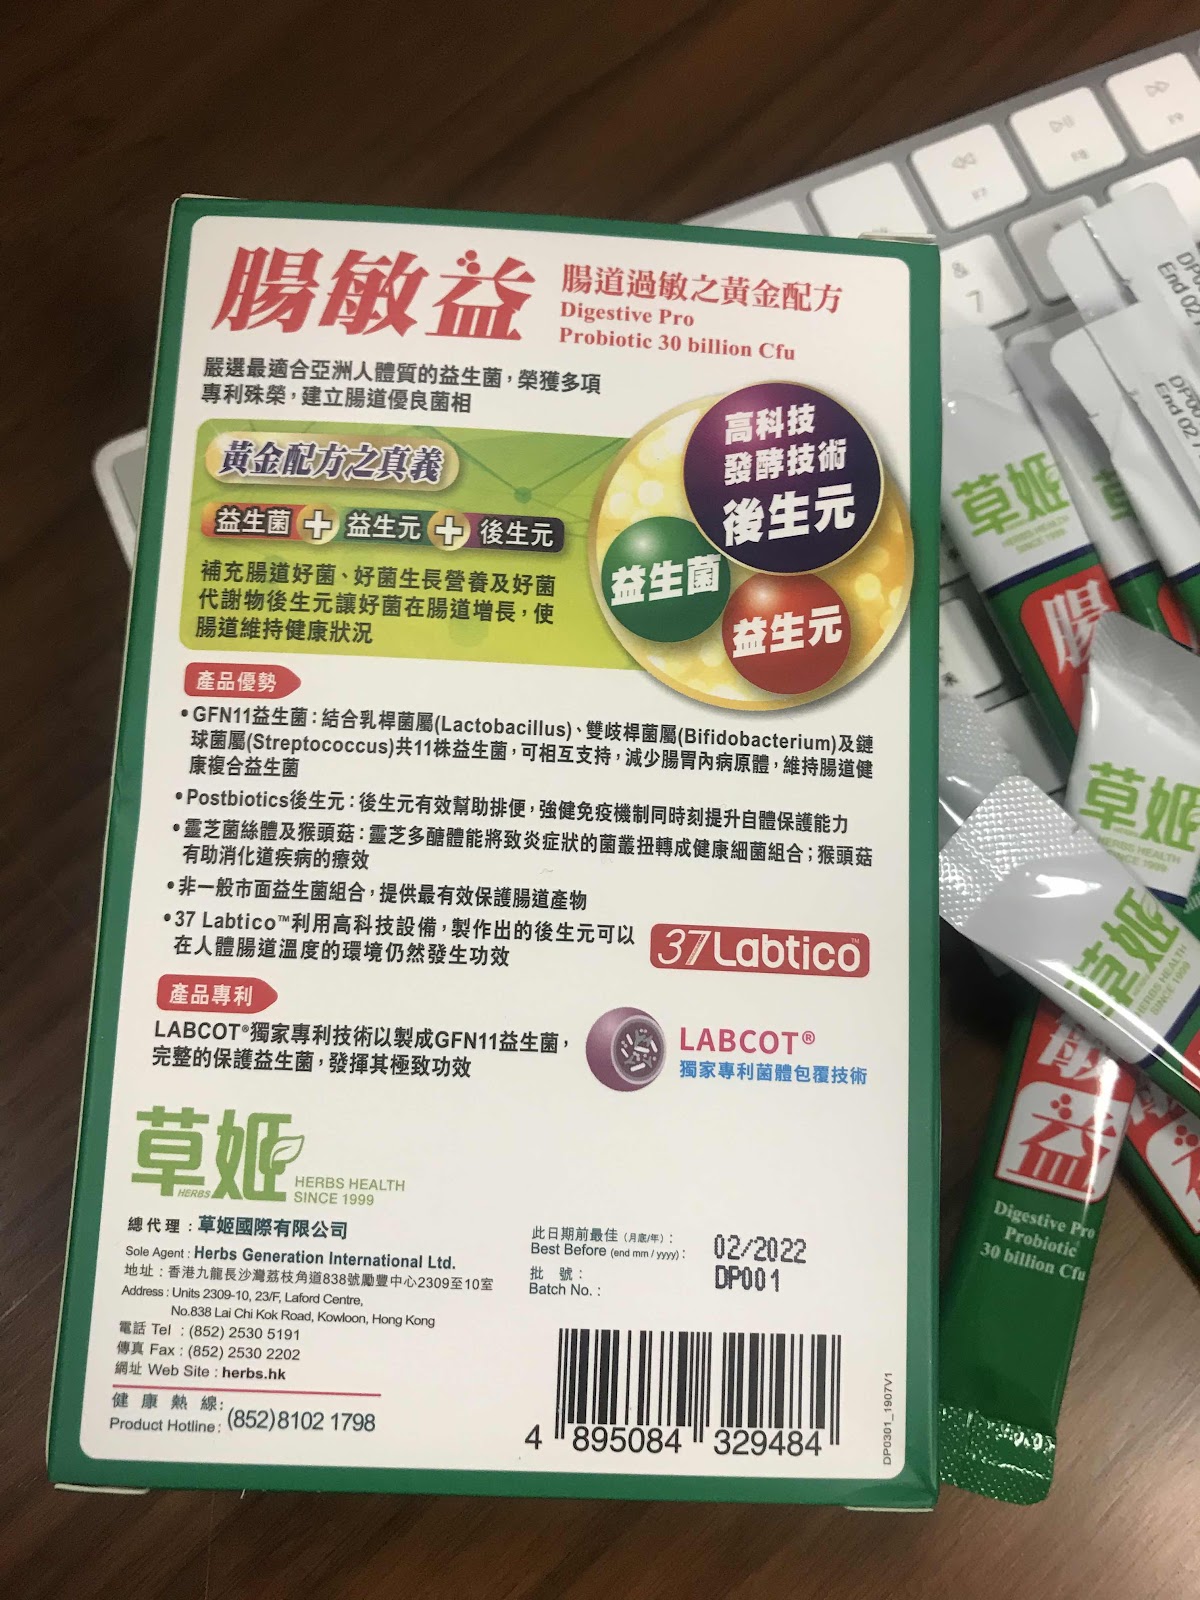 腸敏益
腸道過敏之黃金配方
Digestive Pro
Probiotic 30 billion Cfu
嚴選最適合亞洲人體質的益生菌，榮獲多項
專利殊榮，建立腸道優良菌相
黃金配方之真義
益生菌 + 益生元 + 後生元
補充腸道好菌、好菌生長營養及好菌
代謝物後生元讓好菌在腸道增長，使
腸道維持健康狀況
高科技
發酵技術
後生元
益生菌
益生元
產品優勢
•GFN11益生菌：結合乳桿菌屬(Lactobacillus)、雙歧桿菌屬(Bifidobacterium)及鏈
球菌屬(Streptococcus)共11株益生菌，可相互支持，減少腸胃內病原體，維持腸道健
康複合益生菌
•Postbiotics後生元：後生元有效幫助排便，強健免疫機制同時刻提升自體保護能力
•靈芝菌絲體及猴頭菇：靈芝多醣體能將致炎症狀的菌叢扭轉成健康細菌組合；猴頭菇
有助消化道疾病的療效
•非一般市面益生菌組合，提供最有效保護腸道產物
•37 Labtico™利用高科技設備，製作出的後生元可以
在人體腸道溫度的環境仍然發生功效
37Labtico™
產品專利
LABCOT®獨家專利技術以製成GFN11益生菌，
完整的保護益生菌，發揮其極致功效
LABCOT®
獨家專利菌體包覆技術
草姬
HERBS
HERBS HEALTH
SINCE 1999
總代理：草姬國際有限公司
Sole Agent : Herbs Generation International Ltd.
地址：香港九龍長沙灣荔枝角道838號勵豐中心2309至10室
Address : Units 2309-10, 23/F, Laford Centre,
No.838 Lai Chi Kok Road, Kowloon, Hong Kong
電話 Tel : (852) 2530 5191
傳真 Fax : (852) 2530 2202
網址 Web Site : herbs.hk
健康熱線:
Product Hotline : (852)8102 1798
此日期前最佳（月底/年）：
Best Before (end mm / yyyy) :
02/2022
批號：
Batch No. :
DP001
4 895084 329484
DP0301_1907V1
F7
F8
F9
&
7
End 02
End 02
草姬
HERBS HEALTH
SINCE 1999
腸
草姬
HERBS HEALTH
SINCE 1999
草姬
HERBS HEALTH
SINCE 1999
敏
益
Digestive Pro
Probiotic
30 billion Cfu